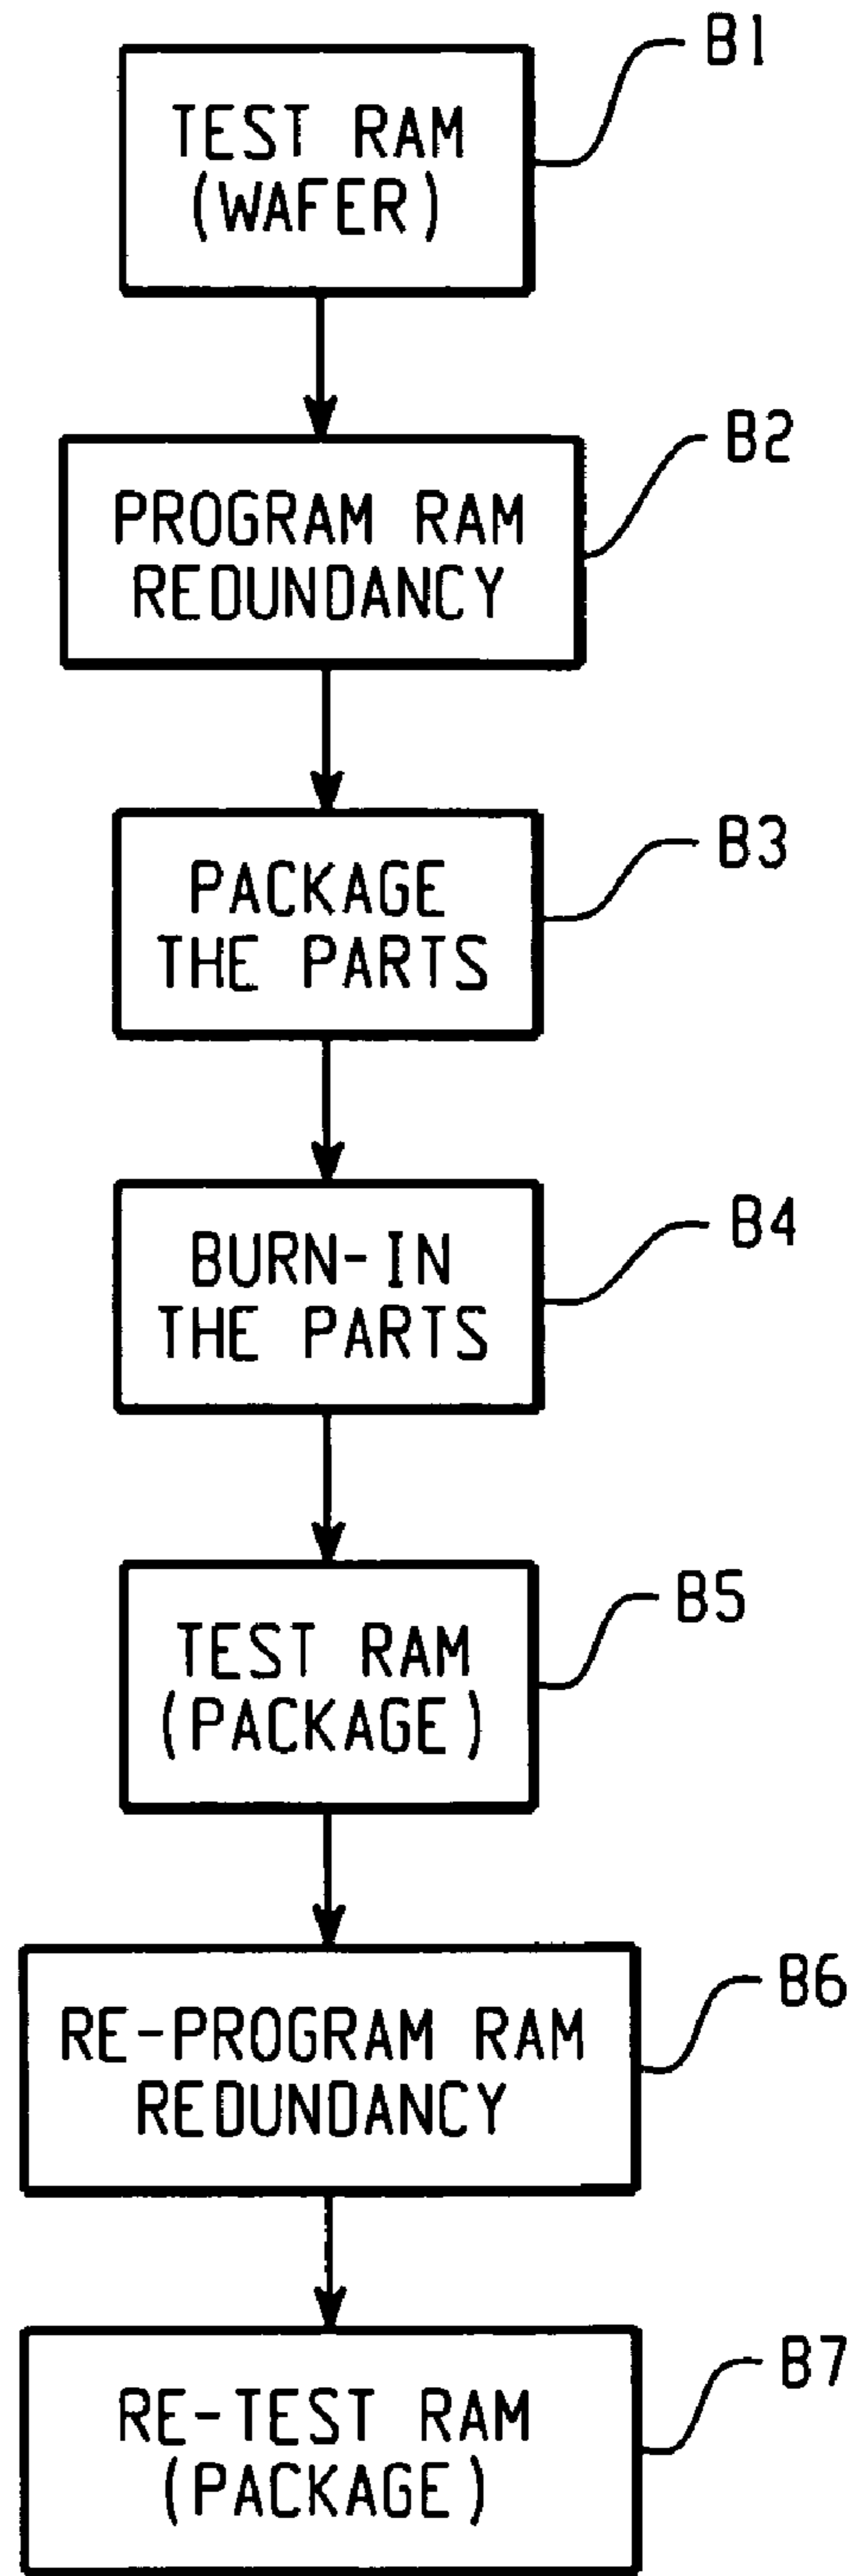 B1
TEST RAM
(WAFER)
B2
PROGRAM RAM
REDUNDANCY
B3
PACKAGE
THE PARTS
B4
BURN-IN
THE PARTS
B5
TEST RAM
(PACKAGE)
B6
RE-PROGRAM RAM
REDUNDANCY
B7
RE-TEST RAM
(PACKAGE)